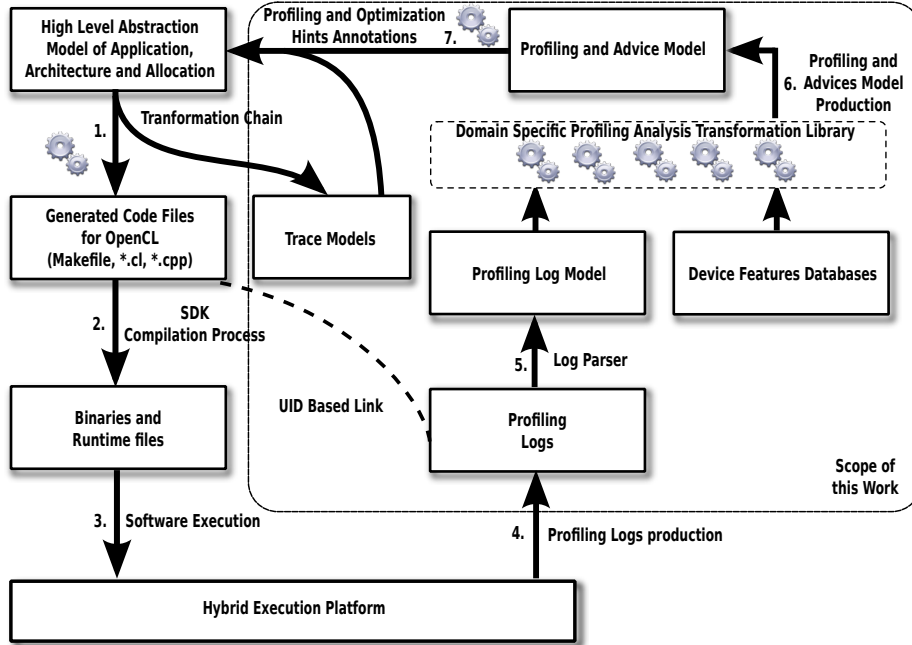 High Level Abstraction
Model of Application,
Architecture and Allocation
Profiling and Optimization
Hints Annotations
7.
Profiling and Advice Model
6.
Profiling and
Advices Model
Production
1.
Tranformation Chain
Domain Specific Profiling Analysis Transformation Library
Generated Code Files
for OpenCL
(Makefile, *.cl, *.cpp)
Trace Models
Profiling Log Model
Device Features Databases
2.
SDK
Compilation Process
5.
Log Parser
UID Based Link
Binaries and
Runtime files
Profiling
Logs
Scope of
this Work
3.
Software Execution
4.
Profiling Logs production
Hybrid Execution Platform